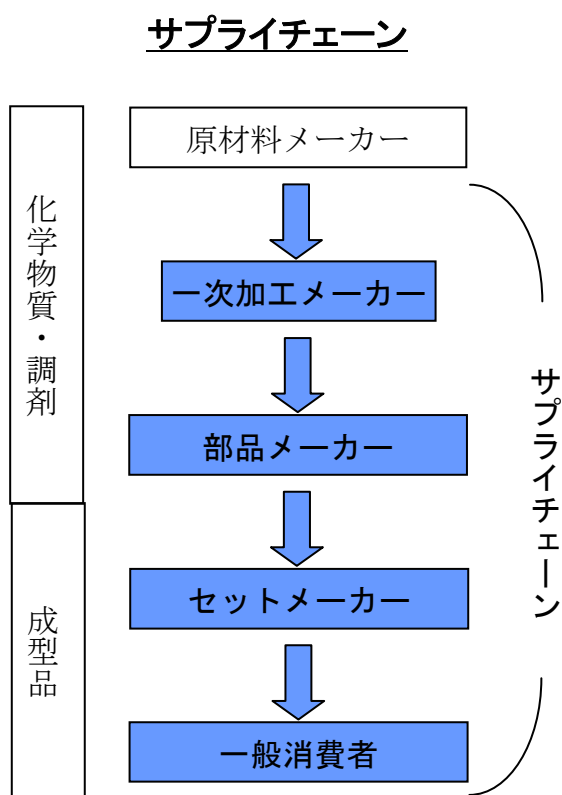 サプライチェーン
原材料メーカー
化学物質・調剤
一次加工メーカー
部品メーカー
サプライチェーン
セットメーカー
成型品
一般消費者